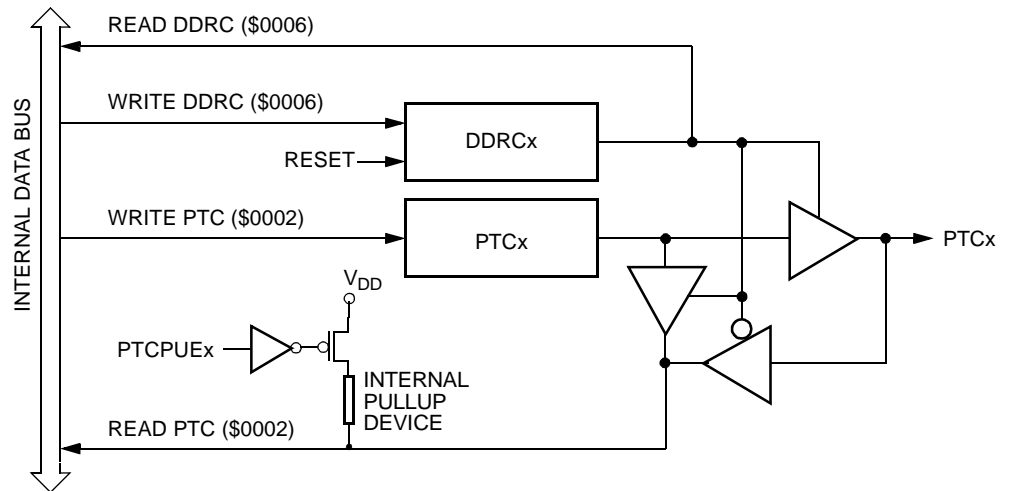 READ DDRC ($0006)
WRITE DDRC ($0006)
DDRCx
RESET
INTERNAL DATA BUS
WRITE PTC ($0002)
PTCx
PTCx
VDD
PTCPUEx
INTERNAL
PULLUP
DEVICE
READ PTC ($0002)